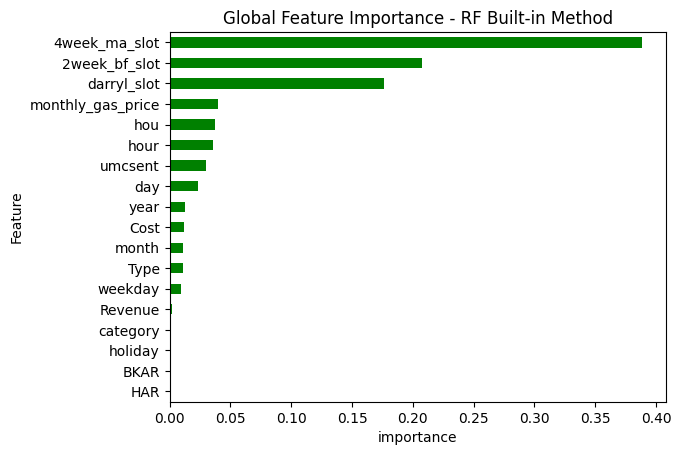 Global Feature Importance - RF Built-in Method
Feature
4week_ma_slot
2week_bf_slot
darryl_slot
monthly_gas_price
hou
hour
umcsent
day
year
Cost
month
Type
weekday
Revenue
category
holiday
BKAR
HAR
0.00 0.05 0.10 0.15 0.20 0.25 0.30 0.35 0.40
importance